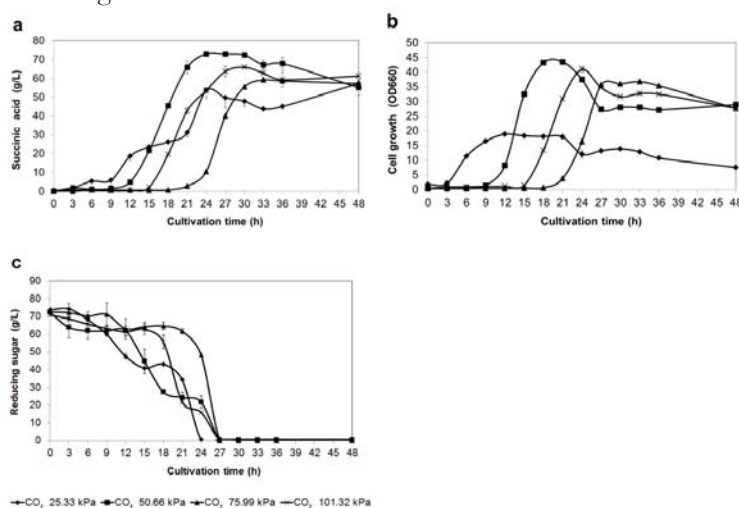 a
80
70
60
50
40
30
20
10
0
Succinic acid (g/L)
0 3 6 9 12 15 18 21 24 27 30 33 36 39 42 45 48
Cultivation time (h)
b
50
45
40
35
30
25
20
15
10
5
0
Cell growth (OD660)
0 3 6 9 12 15 18 21 24 27 30 33 36 39 42 45 48
Cultivation time (h)
c
90
80
70
60
50
40
30
20
10
0
Reducing sugar (g/L)
0 3 6 9 12 15 18 21 24 27 30 33 36 39 42 45 48
Cultivation time (h)
CO₂ 25.33 kPa CO₂ 50.66 kPa CO₂ 75.99 kPa CO₂ 101.32 kPa